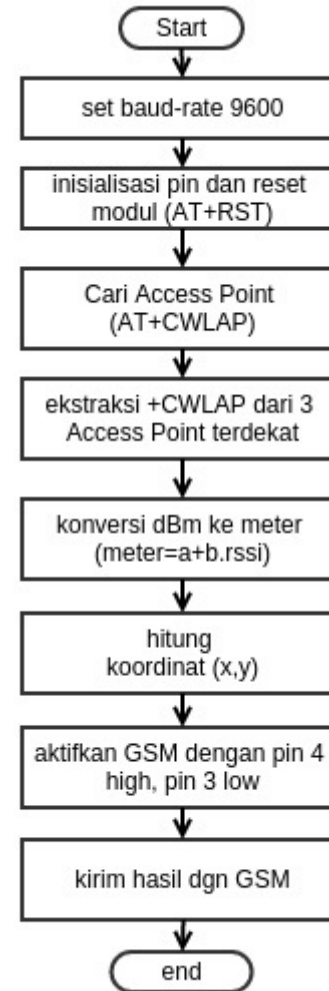 Start
set baud-rate 9600
inisialisasi pin dan reset
modul (AT+RST)
Cari Access Point
(AT+CWLAP)
ekstraksi +CWLAP dari 3
Access Point terdekat
konversi dBm ke meter
(meter=a+b.rssi)
hitung
koordinat (x,y)
aktifkan GSM dengan pin 4
high, pin 3 low
kirim hasil dgn GSM
end